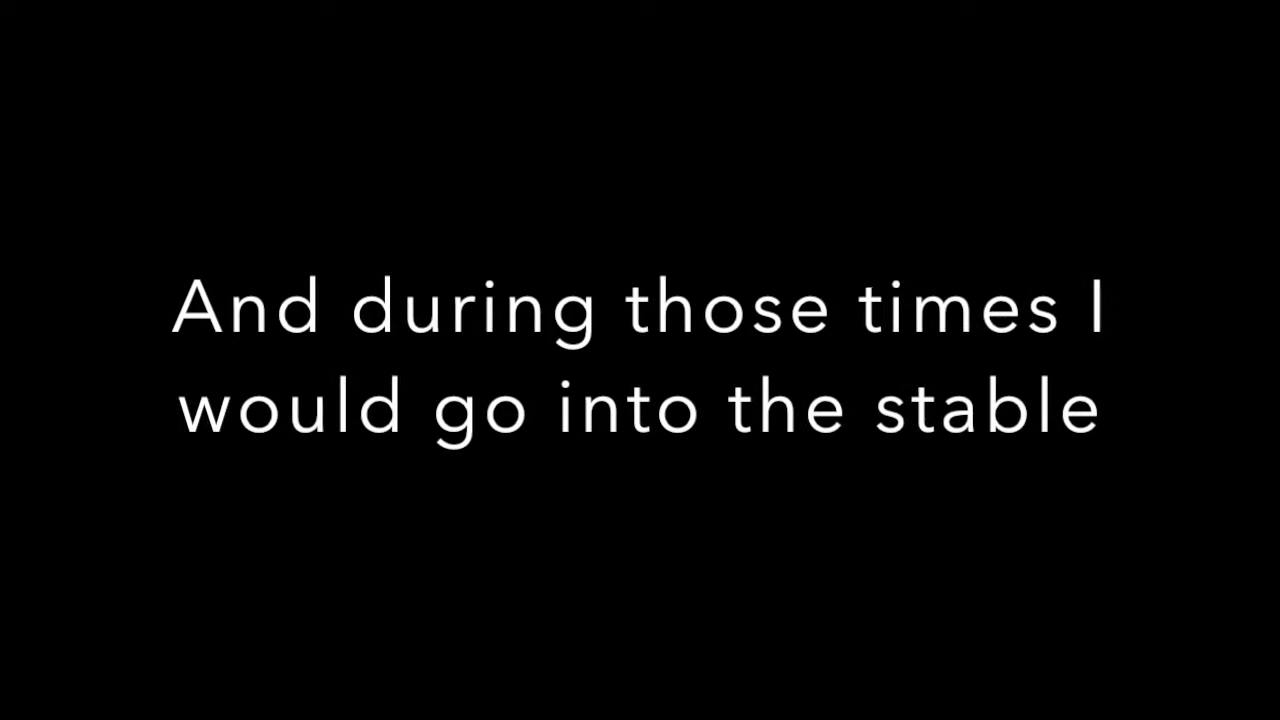 And during those times I
would go into the stable